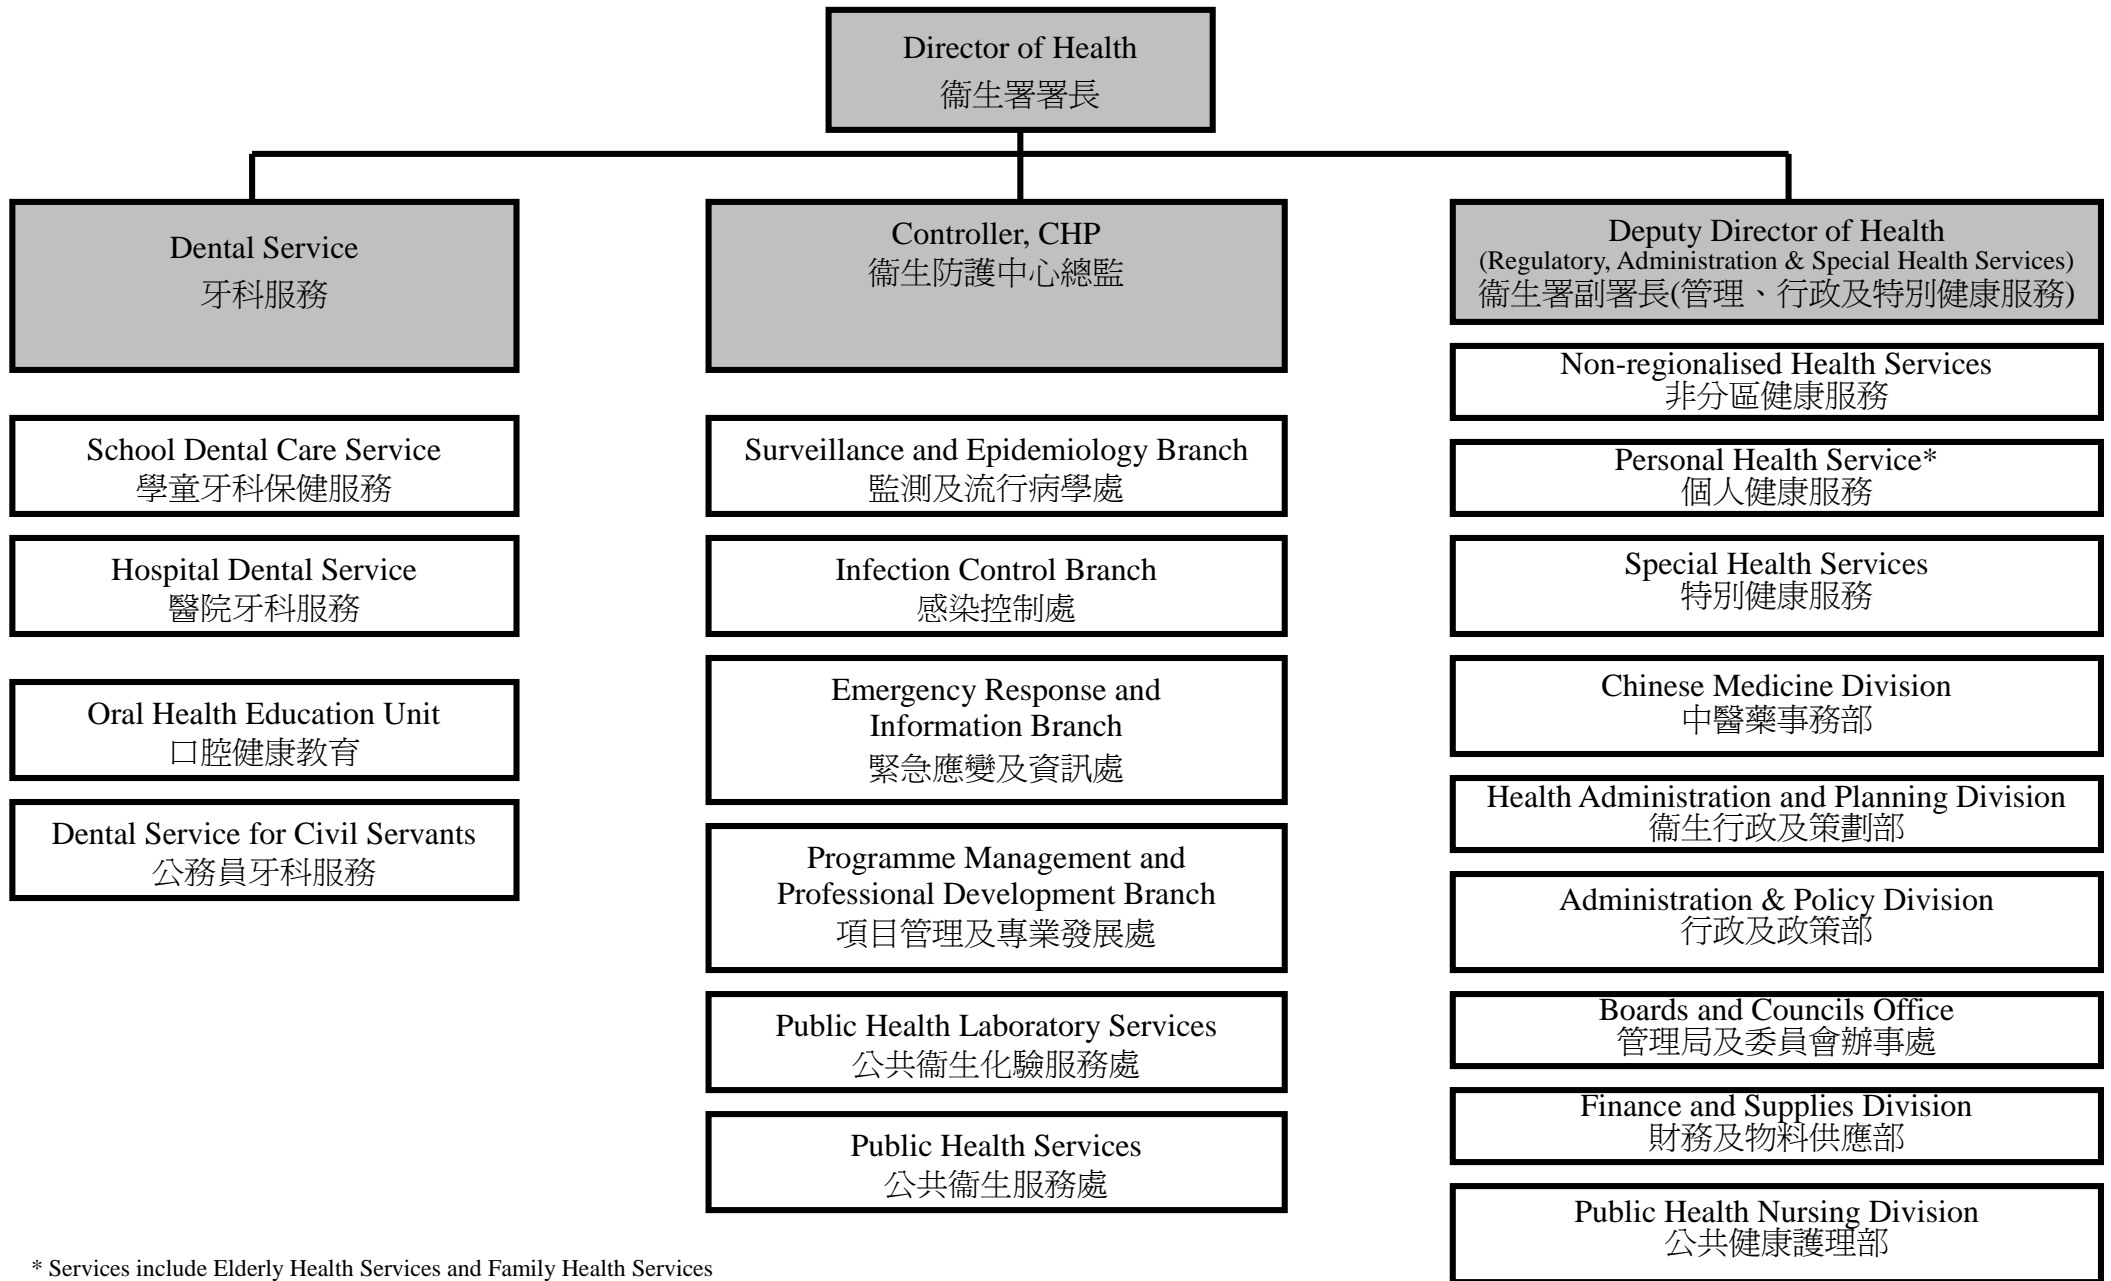 Director of Health
衞生署署長
Dental Service
牙科服務
Controller, CHP
衞生防護中心總監
Deputy Director of Health
(Regulatory, Administration & Special Health Services)
衞生署副署長(管理、行政及特別健康服務)
School Dental Care Service
學童牙科保健服務
Hospital Dental Service
醫院牙科服務
Oral Health Education Unit
口腔健康教育
Dental Service for Civil Servants
公務員牙科服務
Surveillance and Epidemiology Branch
監測及流行病學處
Infection Control Branch
感染控制處
Emergency Response and
Information Branch
緊急應變及資訊處
Programme Management and
Professional Development Branch
項目管理及專業發展處
Public Health Laboratory Services
公共衞生化驗服務處
Public Health Services
公共衞生服務處
Non-regionalised Health Services
非分區健康服務
Personal Health Service*
個人健康服務
Special Health Services
特別健康服務
Chinese Medicine Division
中醫藥事務部
Health Administration and Planning Division
衞生行政及策劃部
Administration & Policy Division
行政及政策部
Boards and Councils Office
管理局及委員會辦事處
Finance and Supplies Division
財務及物料供應部
Public Health Nursing Division
公共健康護理部
* Services include Elderly Health Services and Family Health Services